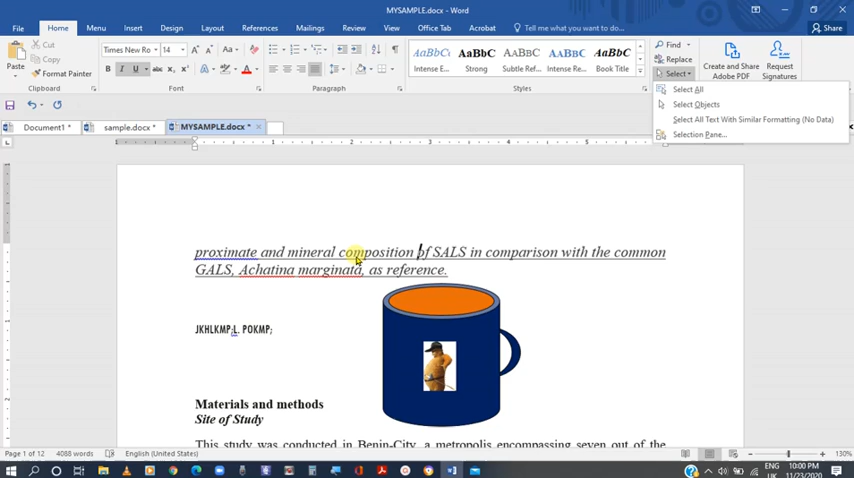 MYSAMPLE.docx - Word
File Home Menu Insert Design Layout References Mailings Review View Office Tab Acrobat Tell me what you want to do... Share
Paste Cut Copy Format Painter
Times New Ro 14 A A Aa
B I U abc x₂ x²
AaBbCc AaBbC AABBCC AaBbC AaBbC
Intense E... Strong Subtle Ref... Intense R... Book Title
Find Replace Select
Create and Share Adobe PDF Request Signatures
Clipboard Font Paragraph Styles
Select All
Select Objects
Select All Text With Similar Formatting (No Data)
Selection Pane...
Document1 * sample.docx * MYSAMPLE.docx *
proximate and mineral composition of SALS in comparison with the common
GALS, Achatina marginata, as reference.
JKHLKMP;L POKMP;
Materials and methods
Site of Study
This study was conducted in Benin-City, a metropolis encompassing seven out of the
Page 1 of 12 4088 words English (United Kingdom) 130%
ENG 10:00 PM
UK 11/23/2020